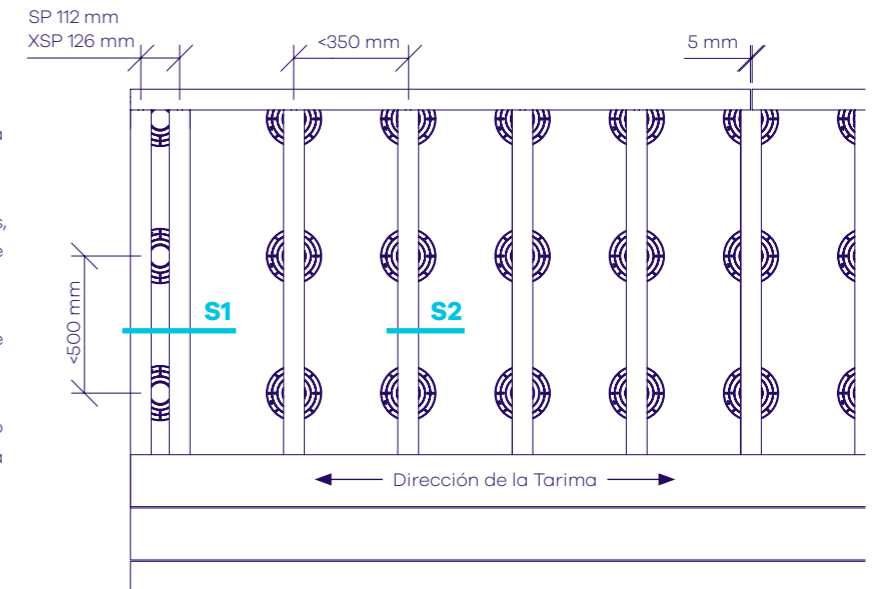 SP 112 mm
XSP 126 mm
<350 mm
5 mm
a
s,
e
<500 mm
S1
S2
e
o
a
Dirección de la Tarima